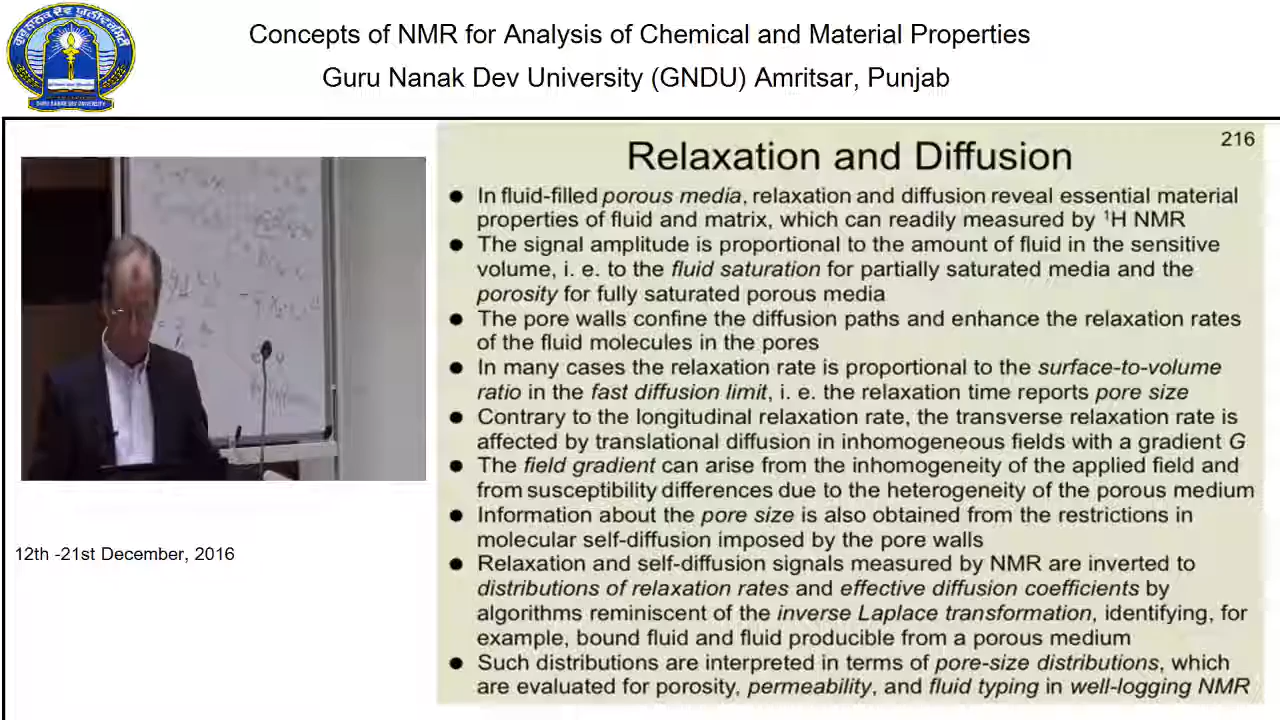 Concepts of NMR for Analysis of Chemical and Material Properties
Guru Nanak Dev University (GNDU) Amritsar, Punjab
GURU NANAK DEV UNIVERSITY
216
Relaxation and Diffusion
● In fluid-filled porous media, relaxation and diffusion reveal essential material
properties of fluid and matrix, which can readily measured by ¹H NMR
● The signal amplitude is proportional to the amount of fluid in the sensitive
volume, i. e. to the fluid saturation for partially saturated media and the
porosity for fully saturated porous media
● The pore walls confine the diffusion paths and enhance the relaxation rates
of the fluid molecules in the pores
● In many cases the relaxation rate is proportional to the surface-to-volume
ratio in the fast diffusion limit, i. e. the relaxation time reports pore size
● Contrary to the longitudinal relaxation rate, the transverse relaxation rate is
affected by translational diffusion in inhomogeneous fields with a gradient G
● The field gradient can arise from the inhomogeneity of the applied field and
from susceptibility differences due to the heterogeneity of the porous medium
● Information about the pore size is also obtained from the restrictions in
molecular self-diffusion imposed by the pore walls
● Relaxation and self-diffusion signals measured by NMR are inverted to
distributions of relaxation rates and effective diffusion coefficients by
algorithms reminiscent of the inverse Laplace transformation, identifying, for
example, bound fluid and fluid producible from a porous medium
● Such distributions are interpreted in terms of pore-size distributions, which
are evaluated for porosity, permeability, and fluid typing in well-logging NMR
12th -21st December, 2016